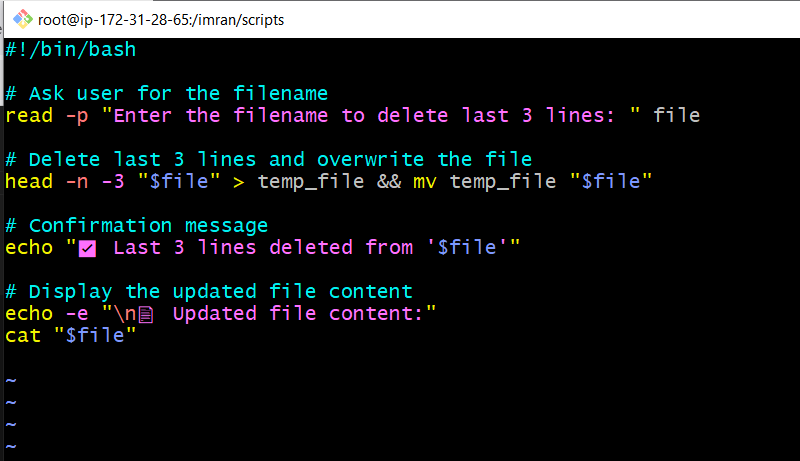 root@ip-172-31-28-65:/imran/scripts
#!/bin/bash
# Ask user for the filename
read -p "Enter the filename to delete last 3 lines: " file
# Delete last 3 lines and overwrite the file
head -n -3 "$file" > temp_file && mv temp_file "$file"
# Confirmation message
echo "✅ Last 3 lines deleted from '$file'"
# Display the updated file content
echo -e "\n📄 Updated file content:"
cat "$file"
~
~
~
~